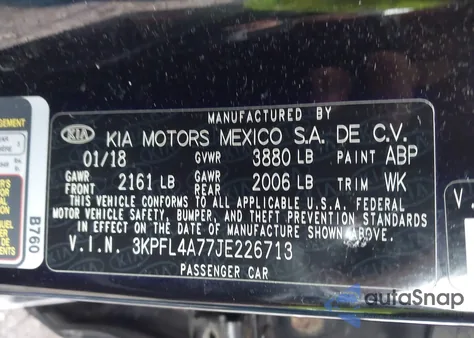 MANUFACTURED BY
KIA KIA MOTORS MEXICO S.A. DE C.V.
01/18 GVWR 3880 LB PAINT ABP
GAWR FRONT 2161 LB GAWR REAR 2006 LB TRIM WK
THIS VEHICLE CONFORMS TO ALL APPLICABLE U.S.A. FEDERAL
MOTOR VEHICLE SAFETY, BUMPER, AND THEFT PREVENTION STANDARDS
IN EFFECT ON THE DATE OF MANUFACTURE SHOWN ABOVE.
V.I.N. 3KPFL4A77JE226713
PASSENGER CAR
B760
autoSnap